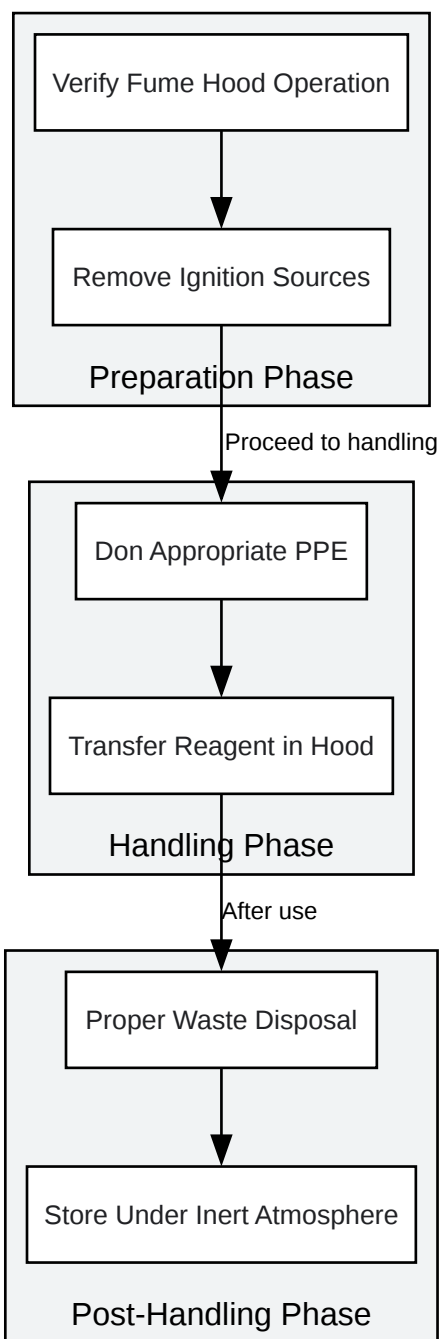 Verify Fume Hood Operation
Remove Ignition Sources
Preparation Phase
Proceed to handling
Don Appropriate PPE
Transfer Reagent in Hood
Handling Phase
After use
Proper Waste Disposal
Store Under Inert Atmosphere
Post-Handling Phase